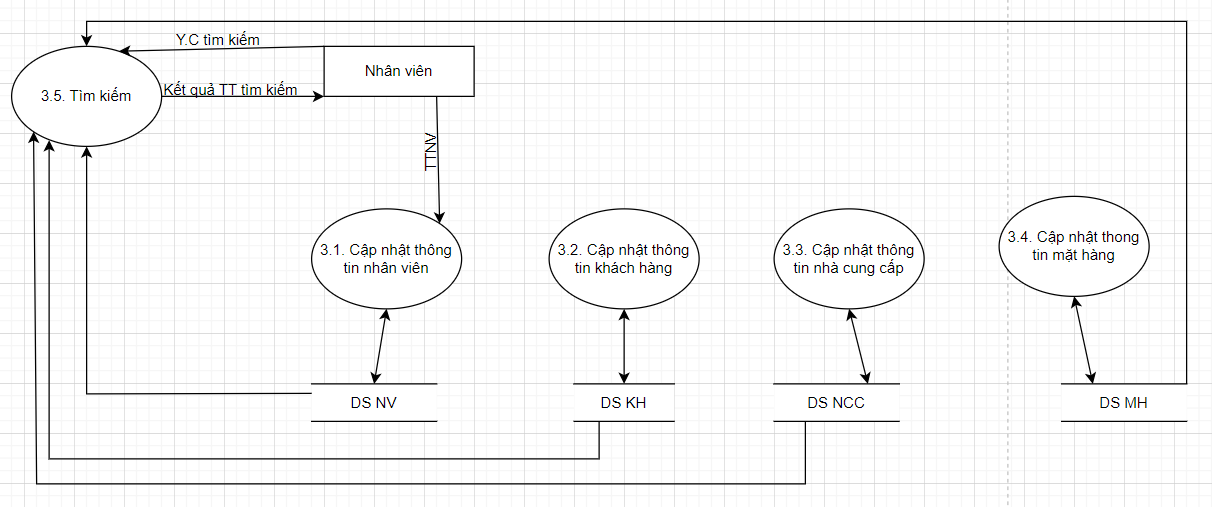 Y.C tìm kiếm
Nhân viên
3.5. Tìm kiếm
Kết quả TT tìm kiếm
TTNV
3.1. Cập nhật thông
tin nhân viên
3.2. Cập nhật thông
tin khách hàng
3.3. Cập nhật thông
tin nhà cung cấp
3.4. Cập nhật thong
tin mặt hàng
DS NV
DS KH
DS NCC
DS MH